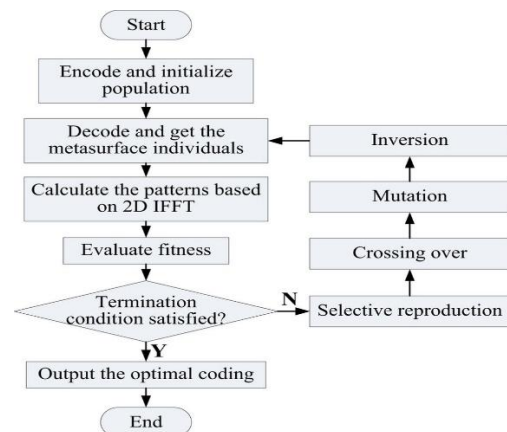 Start
Encode and initialize
population
Decode and get the
metasurface individuals
Calculate the patterns based
on 2D IFFT
Evaluate fitness
Termination
condition satisfied?
N
Y
Output the optimal coding
End
Selective reproduction
Crossing over
Mutation
Inversion